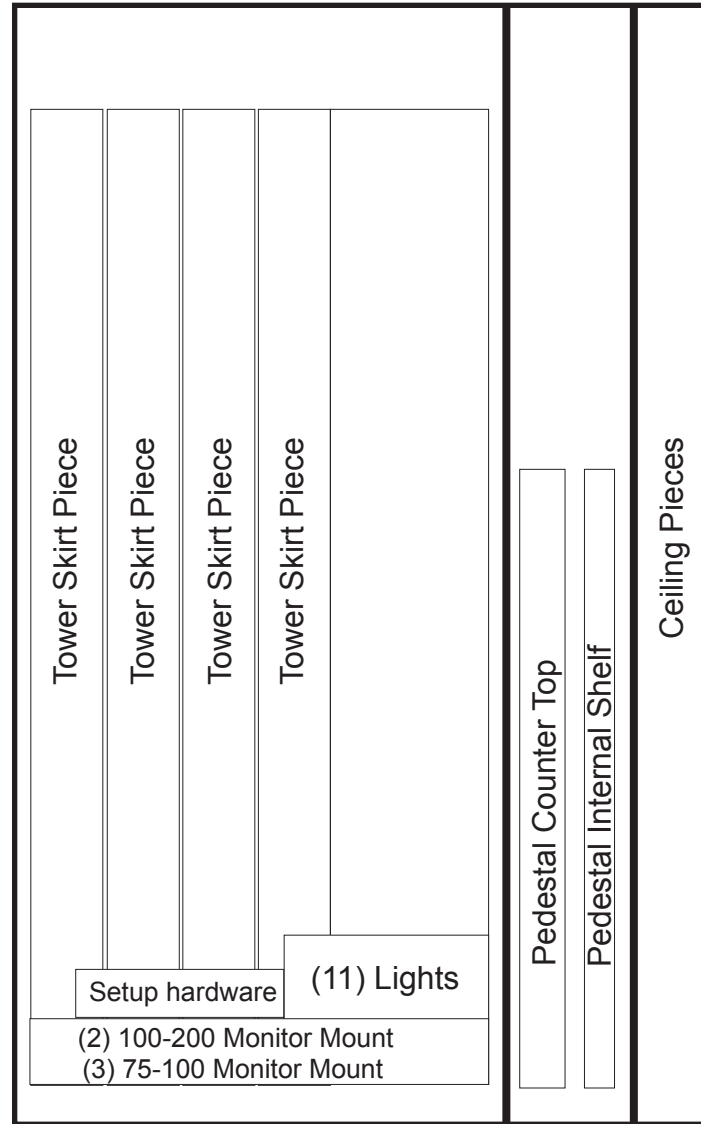 Tower Skirt Piece
Tower Skirt Piece
Tower Skirt Piece
Tower Skirt Piece
Setup hardware
(11) Lights
(2) 100-200 Monitor Mount
(3) 75-100 Monitor Mount
Pedestal Counter Top
Pedestal Internal Shelf
Ceiling Pieces